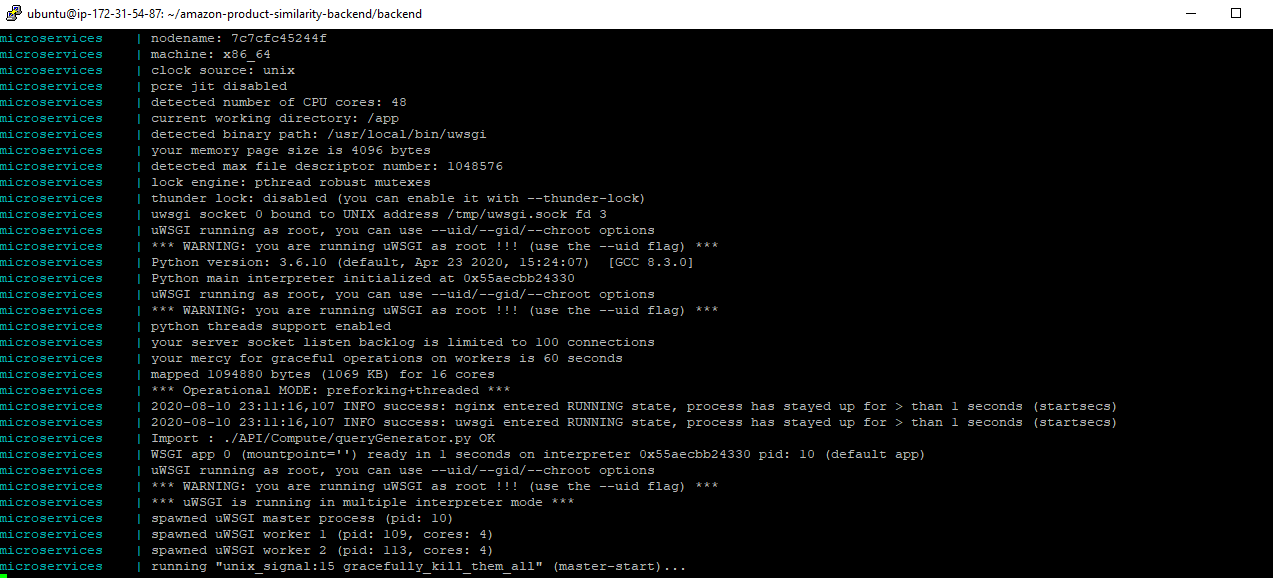 ubuntu@ip-172-31-54-87: ~/amazon-product-similarity-backend/backend
microservices    | nodename: 7c7cfc45244f
microservices    | machine: x86_64
microservices    | clock source: unix
microservices    | pcre jit disabled
microservices    | detected number of CPU cores: 48
microservices    | current working directory: /app
microservices    | detected binary path: /usr/local/bin/uwsgi
microservices    | your memory page size is 4096 bytes
microservices    | detected max file descriptor number: 1048576
microservices    | lock engine: pthread robust mutexes
microservices    | thunder lock: disabled (you can enable it with --thunder-lock)
microservices    | uwsgi socket 0 bound to UNIX address /tmp/uwsgi.sock fd 3
microservices    | uWSGI running as root, you can use --uid/--gid/--chroot options
microservices    | *** WARNING: you are running uWSGI as root !!! (use the --uid flag) ***
microservices    | Python version: 3.6.10 (default, Apr 23 2020, 15:24:07)  [GCC 8.3.0]
microservices    | Python main interpreter initialized at 0x55aecbb24330
microservices    | uWSGI running as root, you can use --uid/--gid/--chroot options
microservices    | *** WARNING: you are running uWSGI as root !!! (use the --uid flag) ***
microservices    | python threads support enabled
microservices    | your server socket listen backlog is limited to 100 connections
microservices    | your mercy for graceful operations on workers is 60 seconds
microservices    | mapped 1094880 bytes (1069 KB) for 16 cores
microservices    | *** Operational MODE: preforking+threaded ***
microservices    | 2020-08-10 23:11:16,107 INFO success: nginx entered RUNNING state, process has stayed up for > than 1 seconds (startsecs)
microservices    | 2020-08-10 23:11:16,107 INFO success: uwsgi entered RUNNING state, process has stayed up for > than 1 seconds (startsecs)
microservices    | Import : ./API/Compute/queryGenerator.py OK
microservices    | WSGI app 0 (mountpoint='') ready in 1 seconds on interpreter 0x55aecbb24330 pid: 10 (default app)
microservices    | uWSGI running as root, you can use --uid/--gid/--chroot options
microservices    | *** WARNING: you are running uWSGI as root !!! (use the --uid flag) ***
microservices    | *** uWSGI is running in multiple interpreter mode ***
microservices    | spawned uWSGI master process (pid: 10)
microservices    | spawned uWSGI worker 1 (pid: 109, cores: 4)
microservices    | spawned uWSGI worker 2 (pid: 113, cores: 4)
microservices    | running "unix_signal:15 gracefully_kill_them_all" (master-start)...